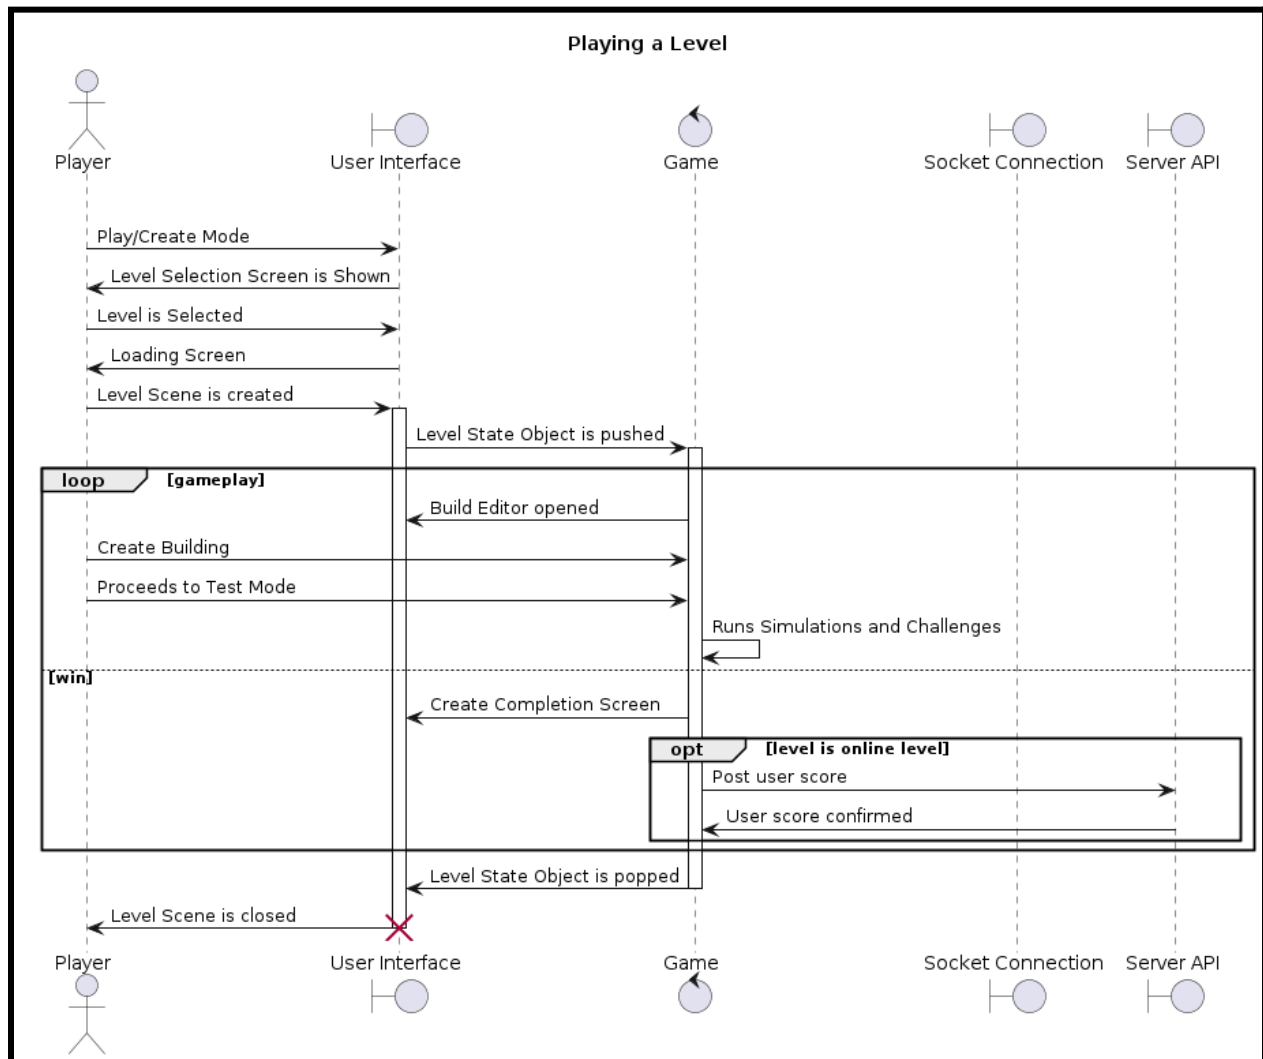 Playing a Level
Player
User Interface
Game
Socket Connection
Server API
Play/Create Mode
Level Selection Screen is Shown
Level is Selected
Loading Screen
Level Scene is created
Level State Object is pushed
loop
[gameplay]
Build Editor opened
Create Building
Proceeds to Test Mode
Runs Simulations and Challenges
[win]
Create Completion Screen
opt
[level is online level]
Post user score
User score confirmed
Level State Object is popped
Level Scene is closed
Player
User Interface
Game
Socket Connection
Server API